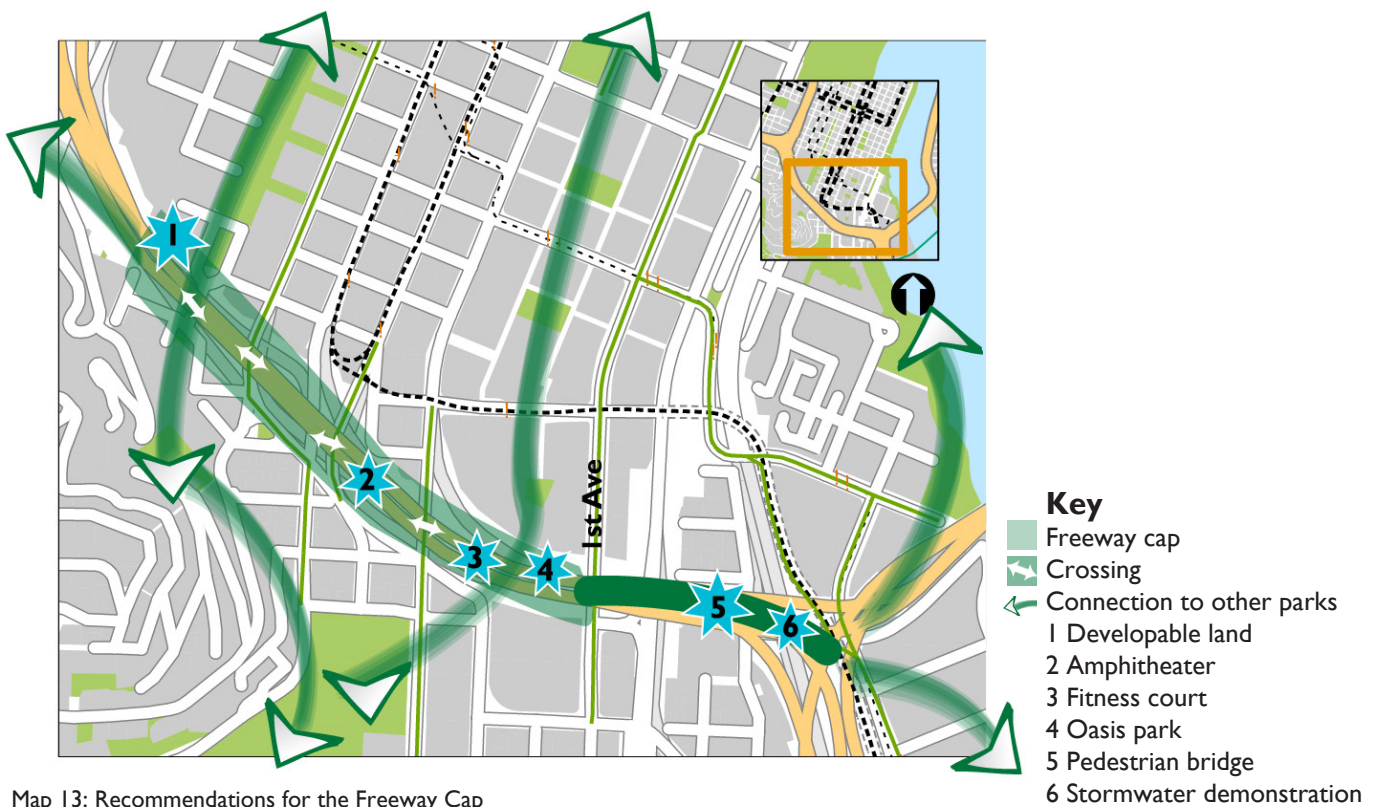 1
2
3
4
5
6
1st Ave
Key
Freeway cap
Crossing
Connection to other parks
1 Developable land
2 Amphitheater
3 Fitness court
4 Oasis park
5 Pedestrian bridge
6 Stormwater demonstration
Map 13: Recommendations for the Freeway Cap